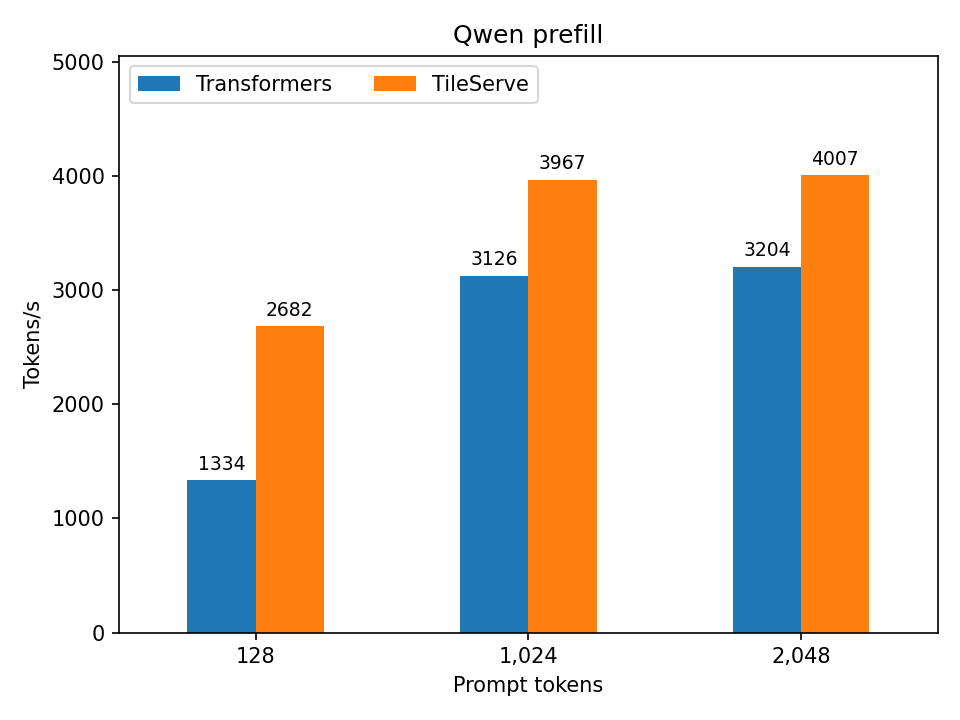 Qwen prefill
Transformers TileServe
5000
4000
3000
2000
1000
0
Tokens/s
1334
2682
3126
3967
3204
4007
128 1,024 2,048
Prompt tokens